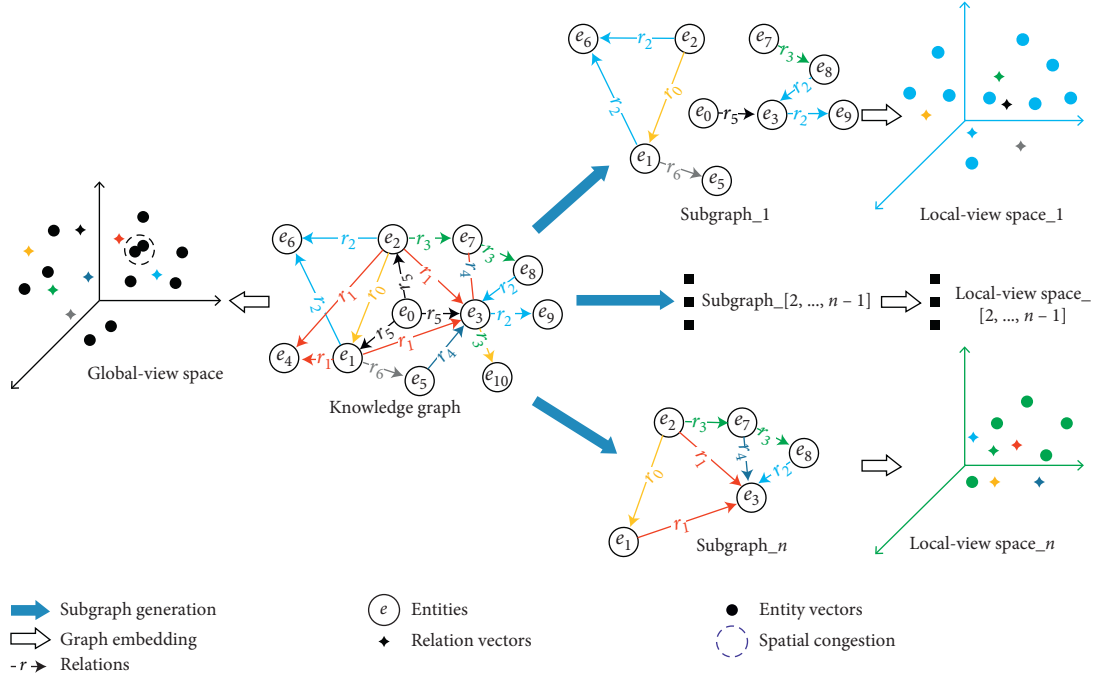 e6
r2
e2
r0
r2
e1
r6
e5
Subgraph_1
e7
r3
e8
r2
e0
r5
e3
r2
e9
Local-view space_1
Global-view space
e6
r2
e2
r3
e7
r3
e8
r4
r2
r1
r0
r5
r1
r2
e0
r5
e3
r2
e9
r5
r1
r3
e4
r1
e1
r6
r4
e5
e10
Knowledge graph
Subgraph_[2, ..., n – 1]
Local-view space_
[2, ..., n – 1]
e2
r3
e7
r3
e8
r4
r2
r1
r0
e3
r1
e1
Subgraph_n
Local-view space_n
Subgraph generation
e
Entities
Entity vectors
Graph embedding
Relation vectors
Spatial congestion
r
Relations